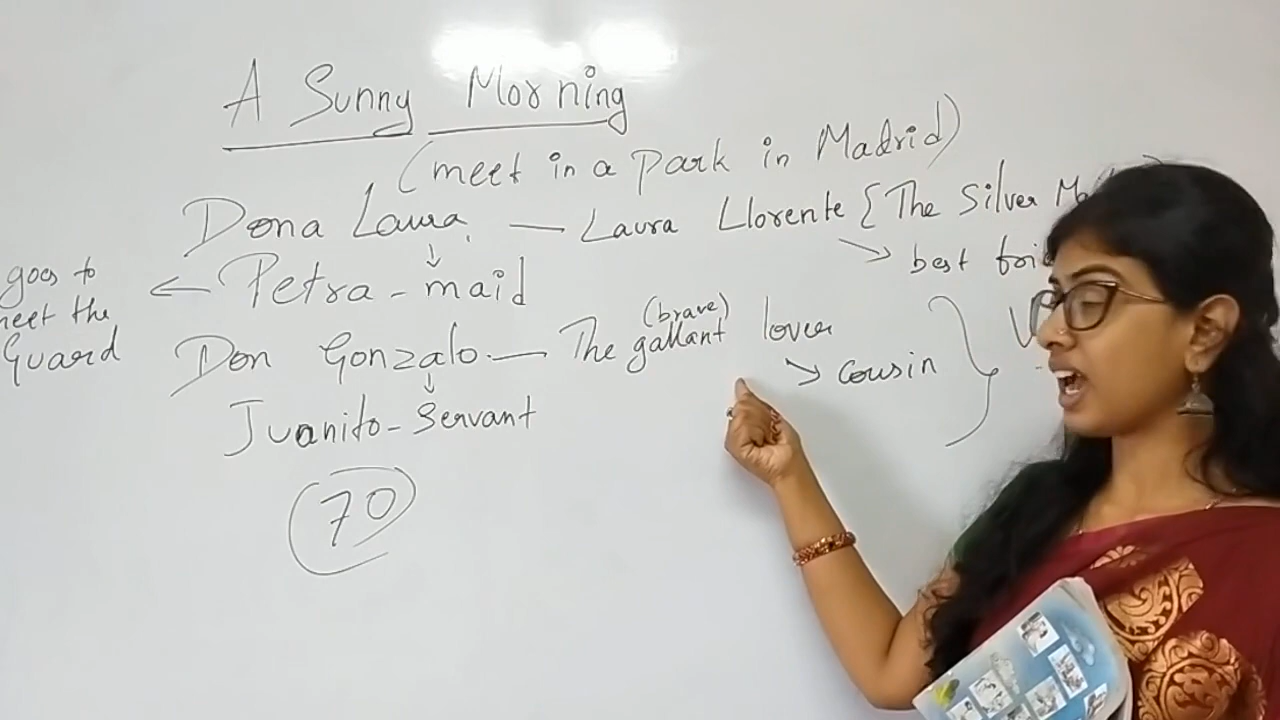 A Sunny Morning
(meet in a park in Madrid)
Dona Laura — Laura Llorente {The Silver
↓ ↘ best
goes to meet the Guard ← Petra - maid
Don Gonzalo — The gallant (brave) lover
↓ ↘ cousin }
Juanito - Servant
70